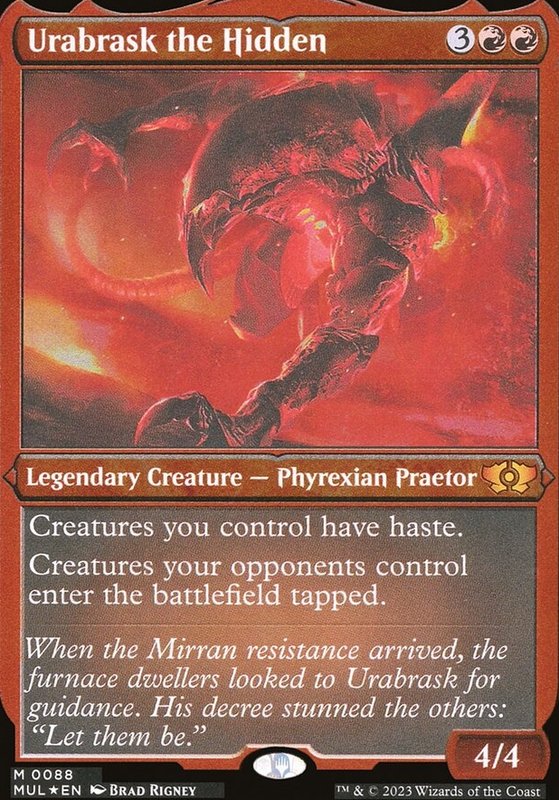 Urabrask the Hidden 3
Legendary Creature — Phyrexian Praetor
Creatures you control have haste.
Creatures your opponents control
enter the battlefield tapped.
When the Mirran resistance arrived, the
furnace dwellers looked to Urabrask for
guidance. His decree stunned the others:
“Let them be.”
4/4
M 0088
MUL★EN BRAD RIGNEY
™ & © 2023 Wizards of the Coast